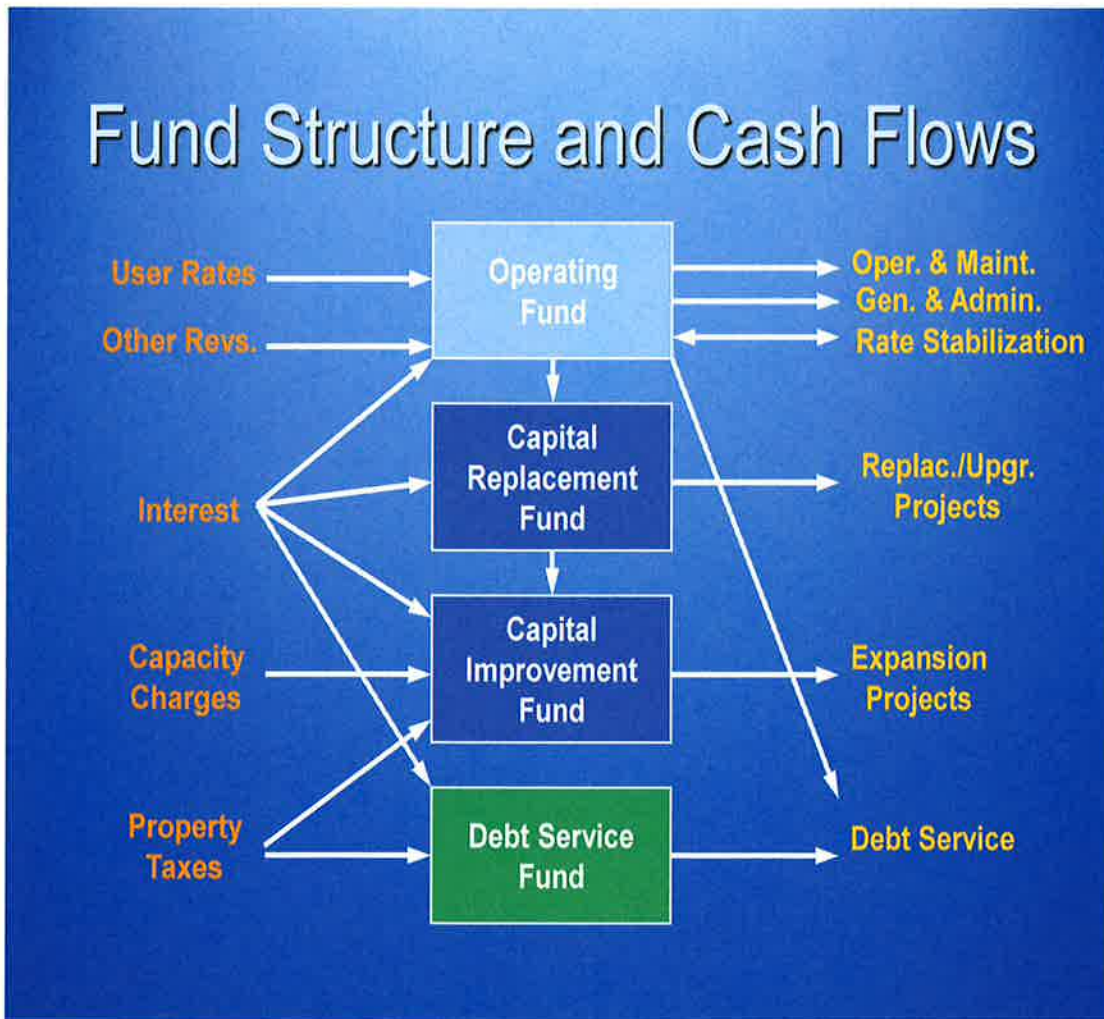 Fund Structure and Cash Flows
User Rates
Other Revs.
Interest
Capacity
Charges
Property
Taxes
Operating
Fund
Capital
Replacement
Fund
Capital
Improvement
Fund
Debt Service
Fund
Oper. & Maint.
Gen. & Admin.
Rate Stabilization
Replac./Upgr.
Projects
Expansion
Projects
Debt Service